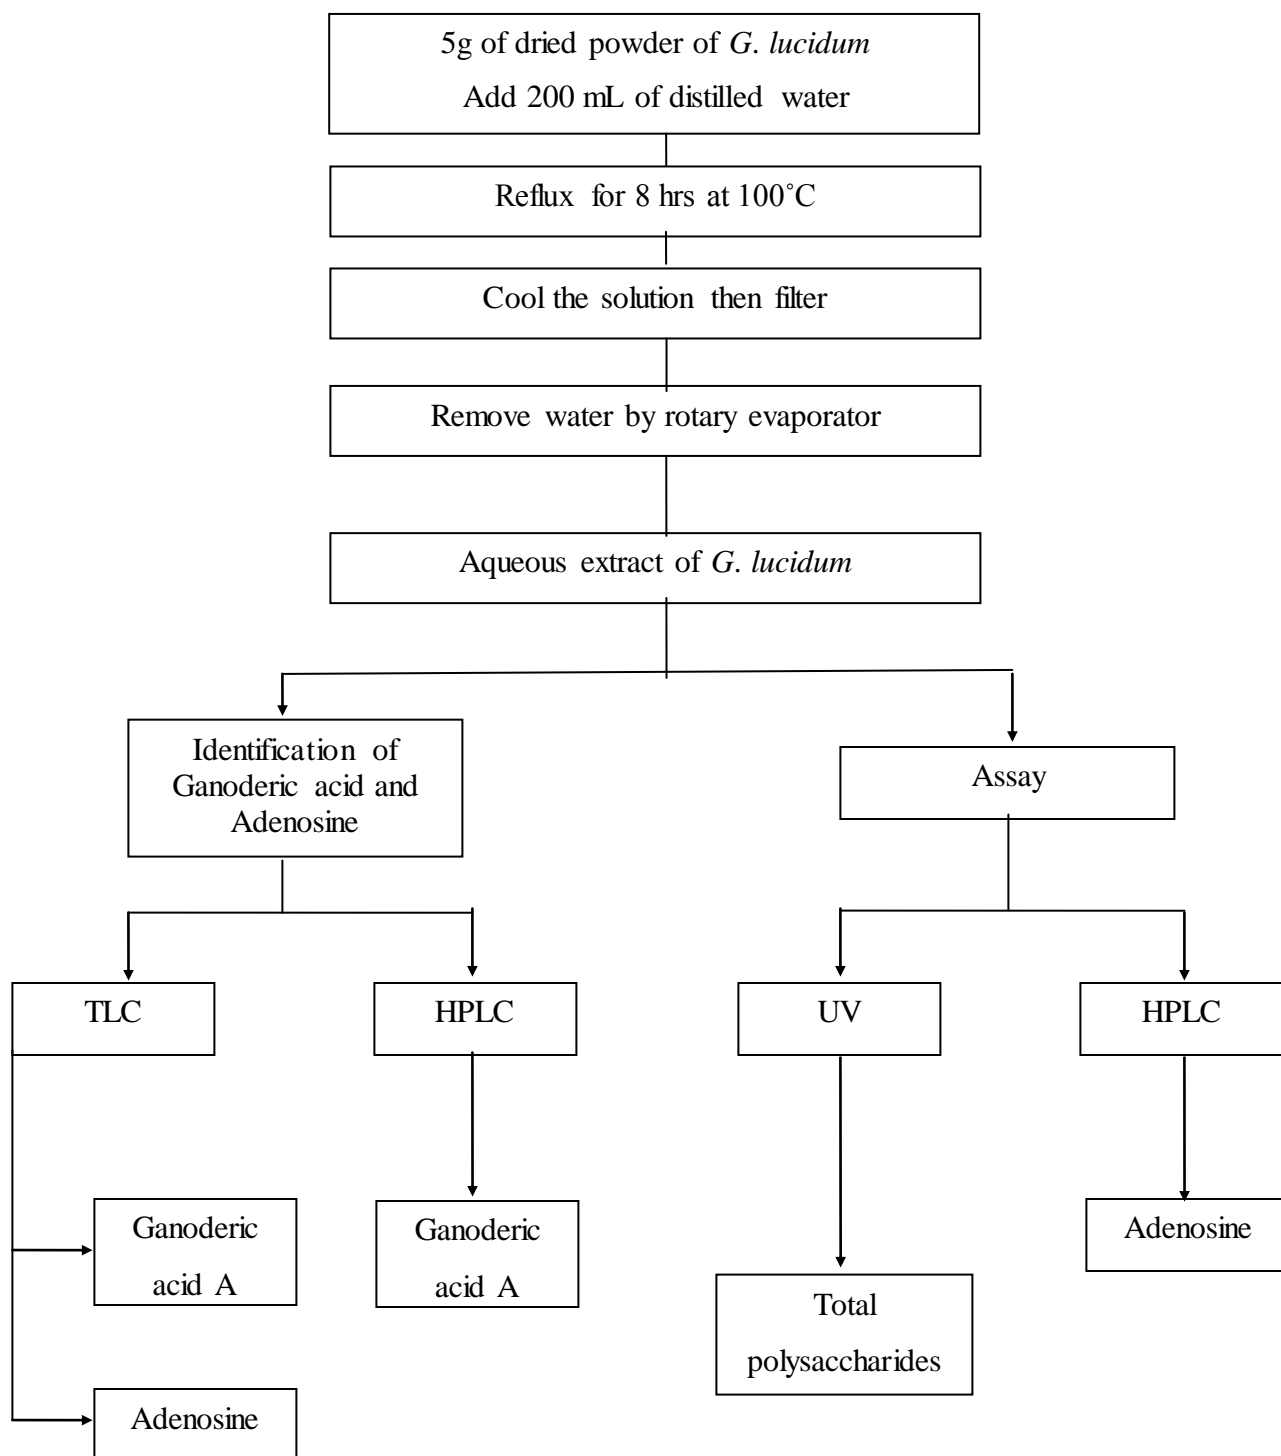 5g of dried powder of G. lucidum
Add 200 mL of distilled water
Reflux for 8 hrs at 100˚C
Cool the solution then filter
Remove water by rotary evaporator
Aqueous extract of G. lucidum
Identification of
Ganoderic acid and
Adenosine
Assay
TLC
HPLC
UV
HPLC
Ganoderic
acid A
Ganoderic
acid A
Total
polysaccharides
Adenosine
Adenosine